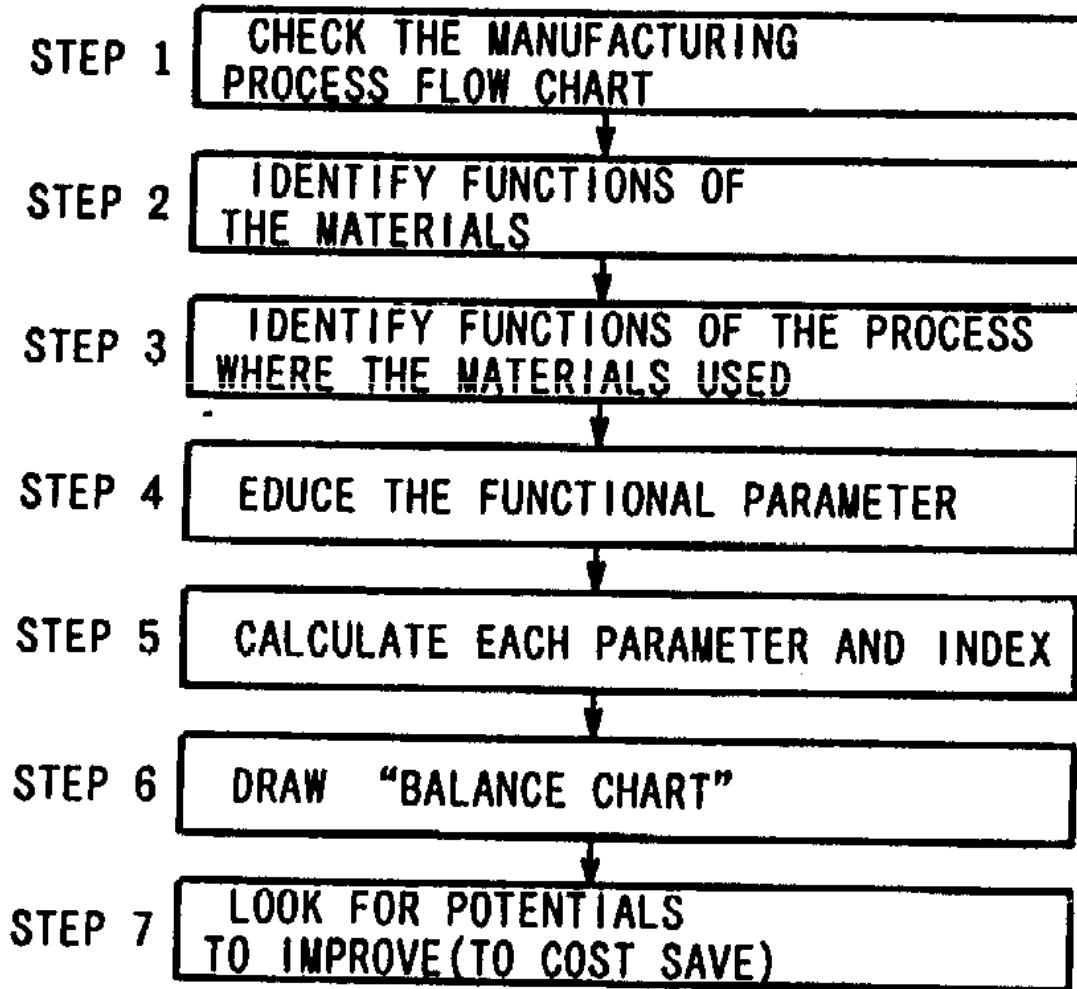 STEP 1
CHECK THE MANUFACTURING
PROCESS FLOW CHART
STEP 2
IDENTIFY FUNCTIONS OF
THE MATERIALS
STEP 3
IDENTIFY FUNCTIONS OF THE PROCESS
WHERE THE MATERIALS USED
STEP 4
EDUCE THE FUNCTIONAL PARAMETER
STEP 5
CALCULATE EACH PARAMETER AND INDEX
STEP 6
DRAW “BALANCE CHART”
STEP 7
LOOK FOR POTENTIALS
TO IMPROVE(TO COST SAVE)